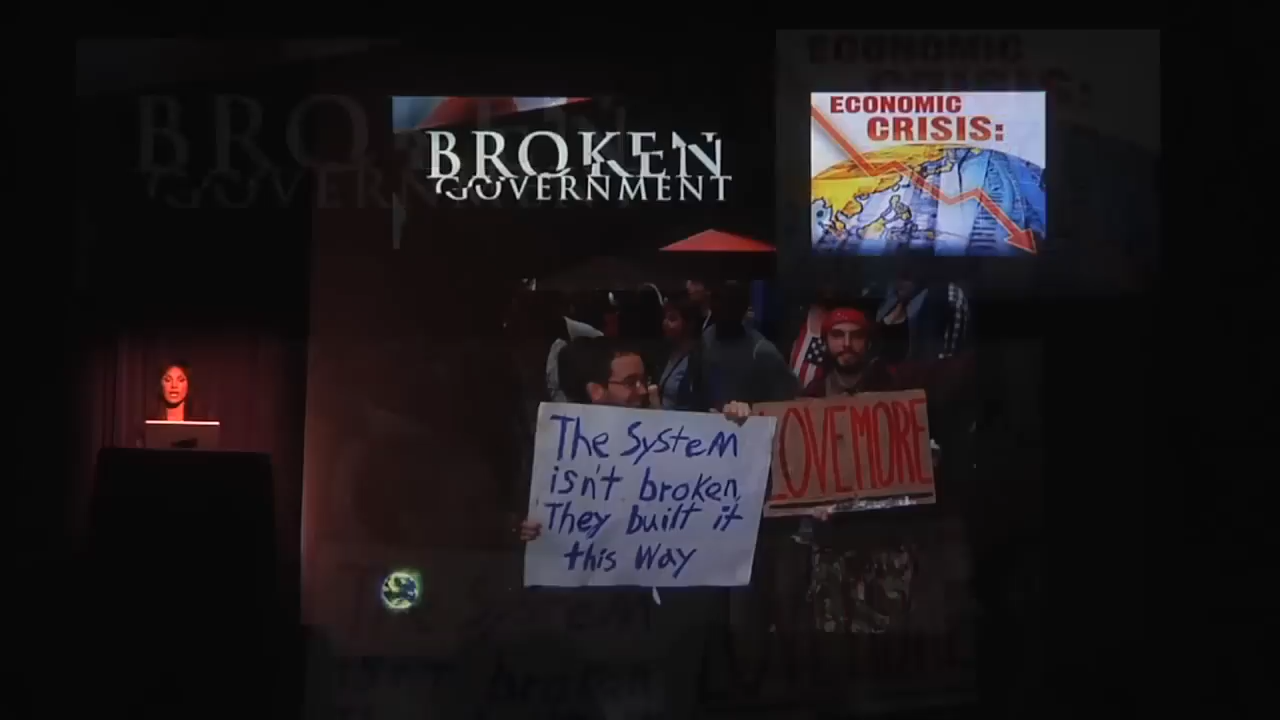 BROKEN
GOVERNMENT
ECONOMIC
CRISIS:
The System
isn't broken,
They built it
this Way
LOVE MORE